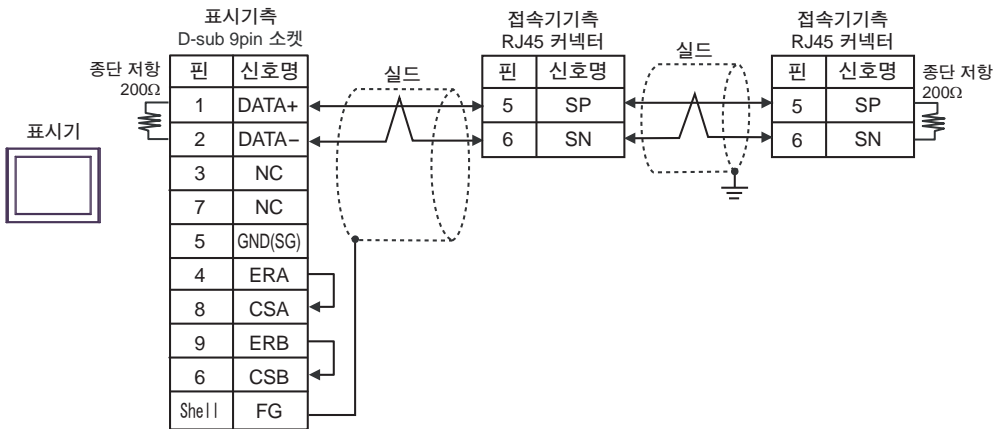 표시기
표시기측
D-sub 9pin 소켓
종단 저항
200Ω
핀 신호명
1 DATA+
2 DATA−
3 NC
7 NC
5 GND(SG)
4 ERA
8 CSA
9 ERB
6 CSB
Shell FG
실드
접속기기측
RJ45 커넥터
핀 신호명
5 SP
6 SN
실드
접속기기측
RJ45 커넥터
핀 신호명
5 SP
6 SN
종단 저항
200Ω